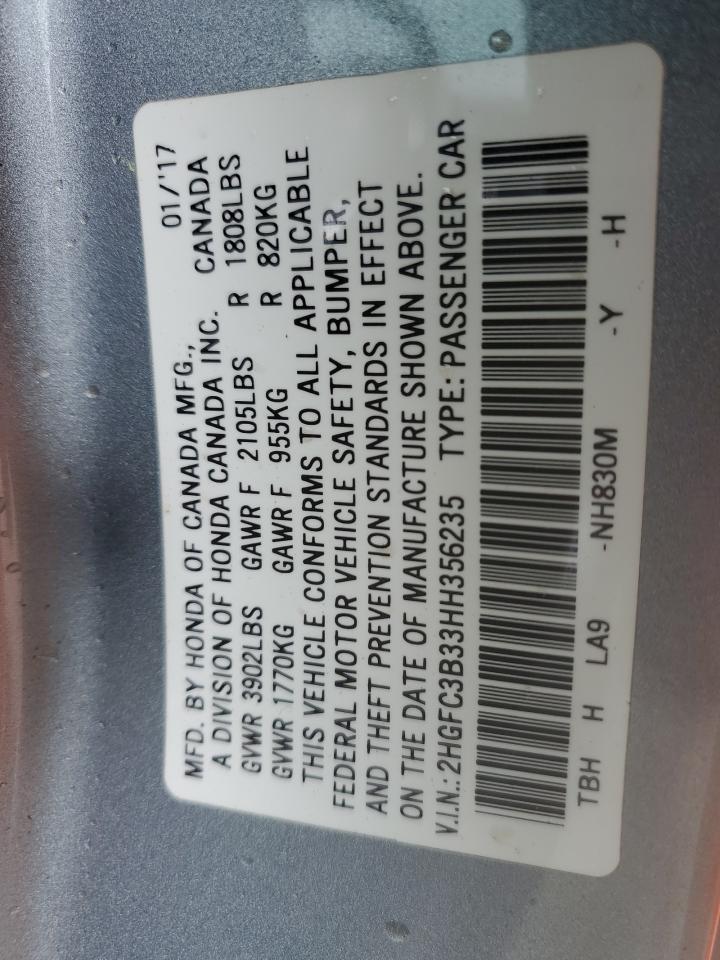 01/'17
MFD. BY HONDA OF CANADA MFG.,
A DIVISION OF HONDA CANADA INC. CANADA
GVWR 3902LBS GAWR F 2105LBS R 1808LBS
GVWR 1770KG GAWR F 955KG R 820KG
THIS VEHICLE CONFORMS TO ALL APPLICABLE
FEDERAL MOTOR VEHICLE SAFETY, BUMPER,
AND THEFT PREVENTION STANDARDS IN EFFECT
ON THE DATE OF MANUFACTURE SHOWN ABOVE.
V.I.N.: 2HGFC3B33HH356235 TYPE: PASSENGER CAR
TBH H LA9 -NH830M -Y -H